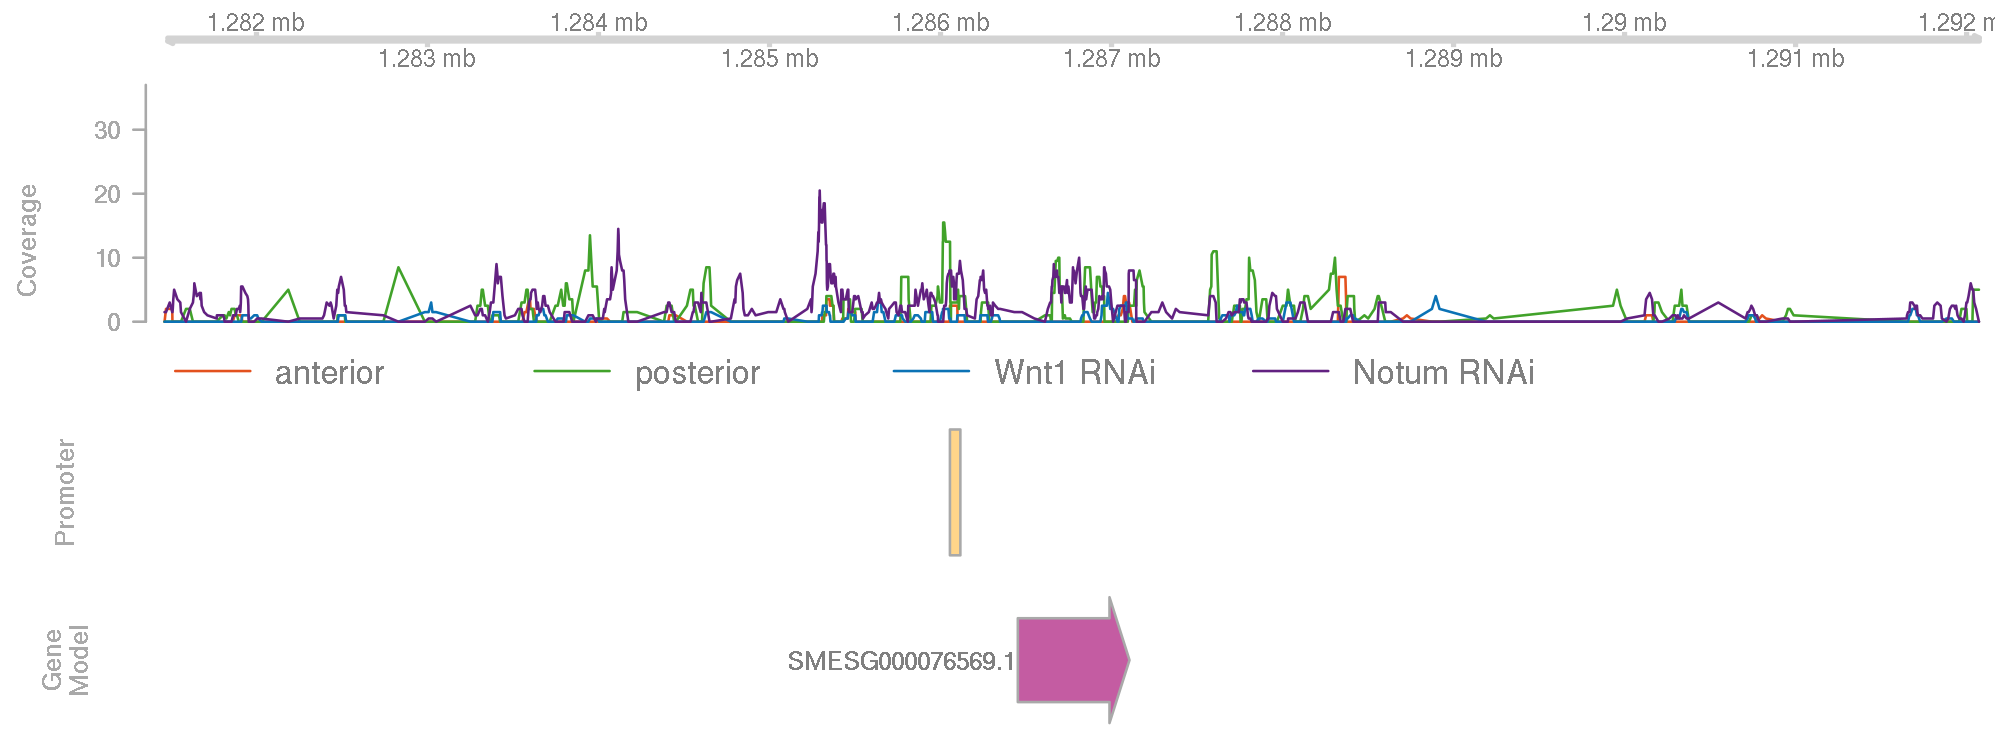 1.282 mb 1.284 mb 1.286 mb 1.288 mb 1.29 mb 1.292 m
1.283 mb 1.285 mb 1.287 mb 1.289 mb 1.291 mb
Coverage
30
20
10
0
anterior posterior Wnt1 RNAi Notum RNAi
Promoter
Gene
Model
SMESG000076569.1